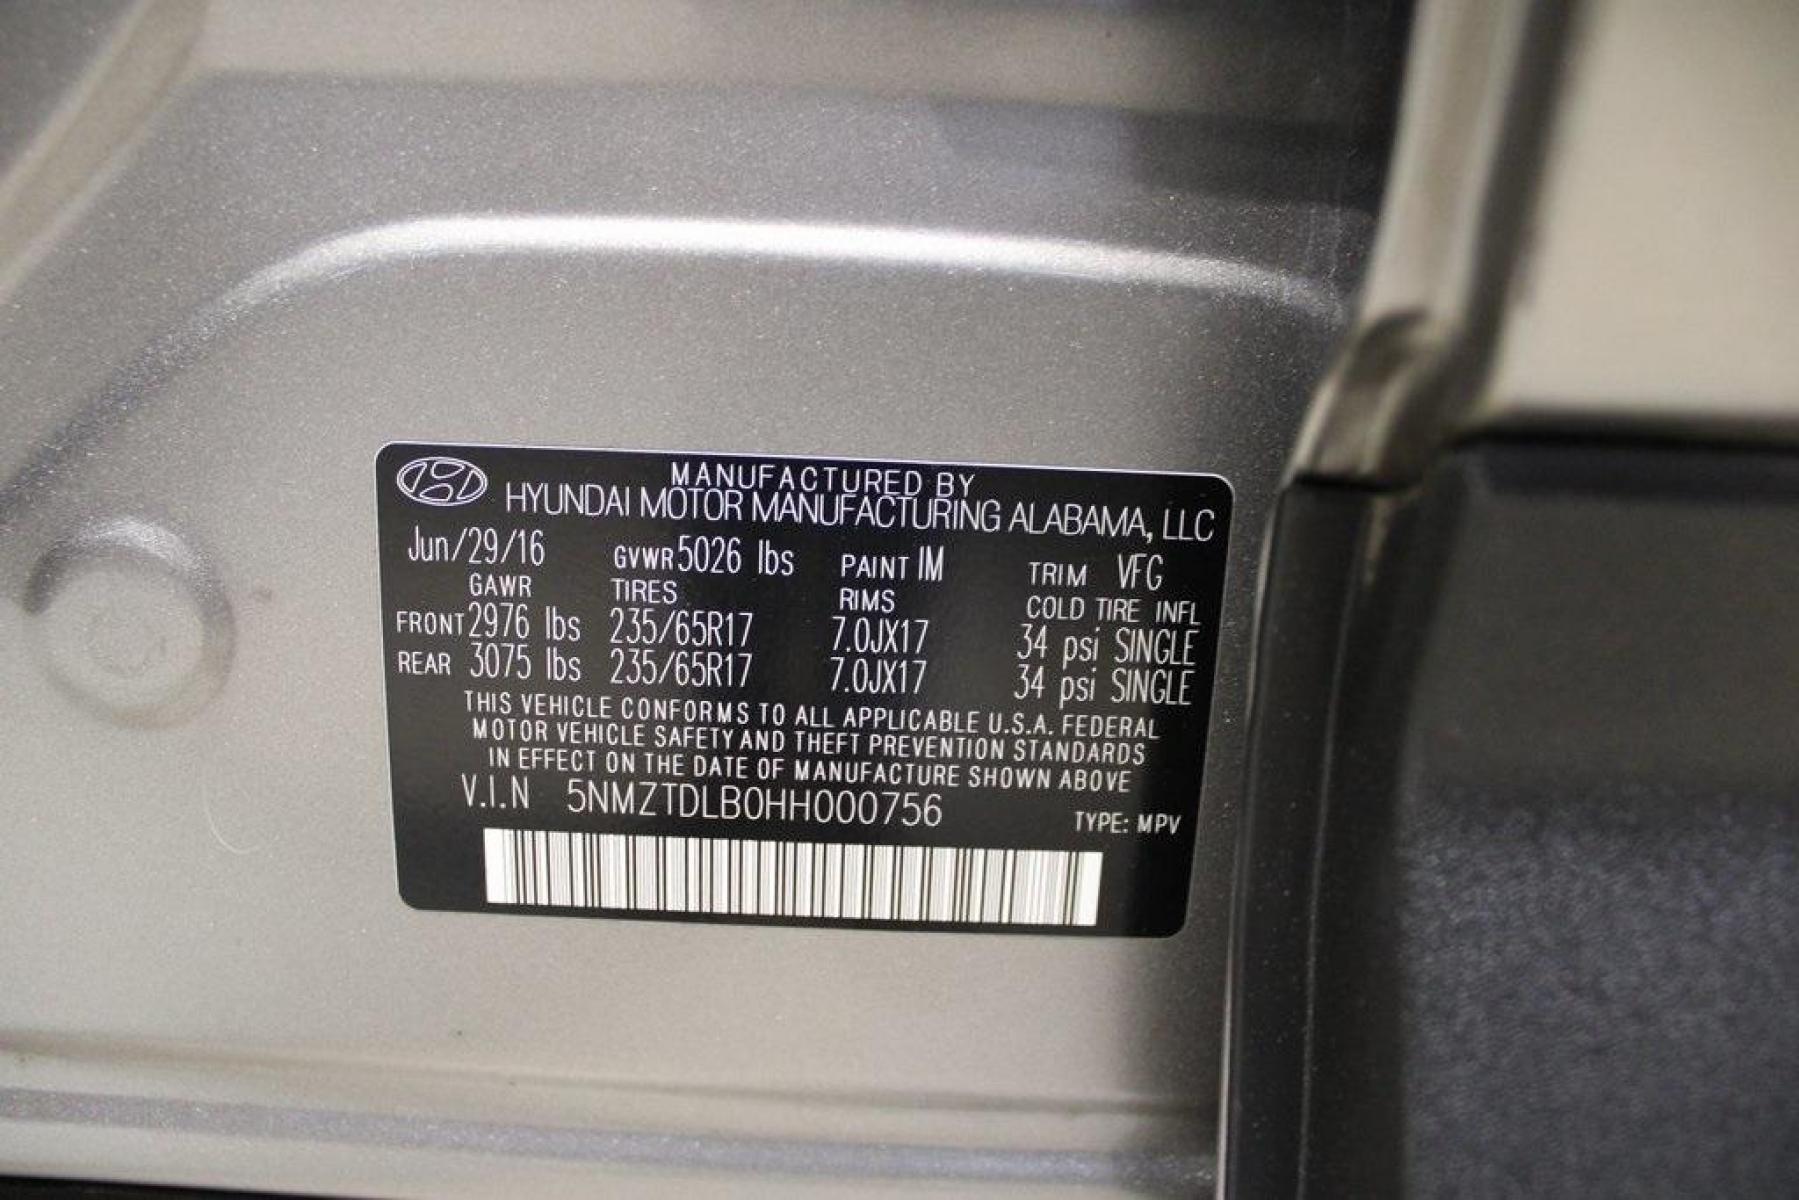 MANUFACTURED BY
HYUNDAI MOTOR MANUFACTURING ALABAMA, LLC
Jun/29/16 GVWR 5026 lbs PAINT IM TRIM VFG
GAWR TIRES RIMS COLD TIRE INFL
FRONT 2976 lbs 235/65R17 7.0JX17 34 psi SINGLE
REAR 3075 lbs 235/65R17 7.0JX17 34 psi SINGLE
THIS VEHICLE CONFORMS TO ALL APPLICABLE U.S.A. FEDERAL
MOTOR VEHICLE SAFETY AND THEFT PREVENTION STANDARDS
IN EFFECT ON THE DATE OF MANUFACTURE SHOWN ABOVE
V.I.N 5NMZTDLB0HH000756 TYPE: MPV